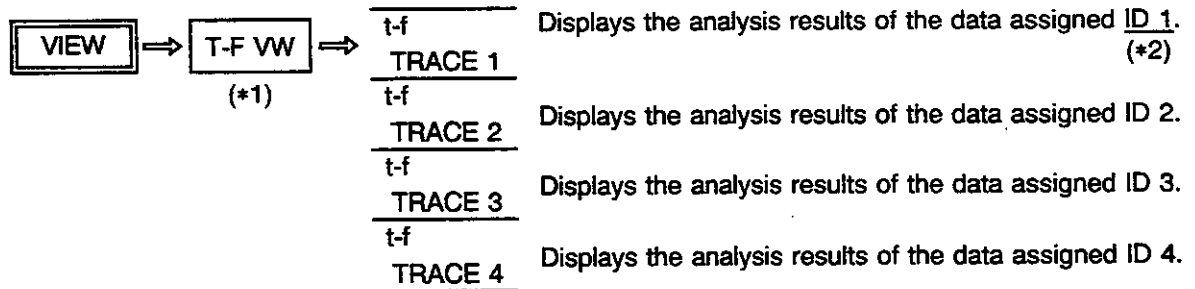 VIEW ⇒ T-F VW ⇒
(*1)
t-f
TRACE 1
Displays the analysis results of the data assigned ID 1.
(*2)
t-f
TRACE 2
Displays the analysis results of the data assigned ID 2.
t-f
TRACE 3
Displays the analysis results of the data assigned ID 3.
t-f
TRACE 4
Displays the analysis results of the data assigned ID 4.